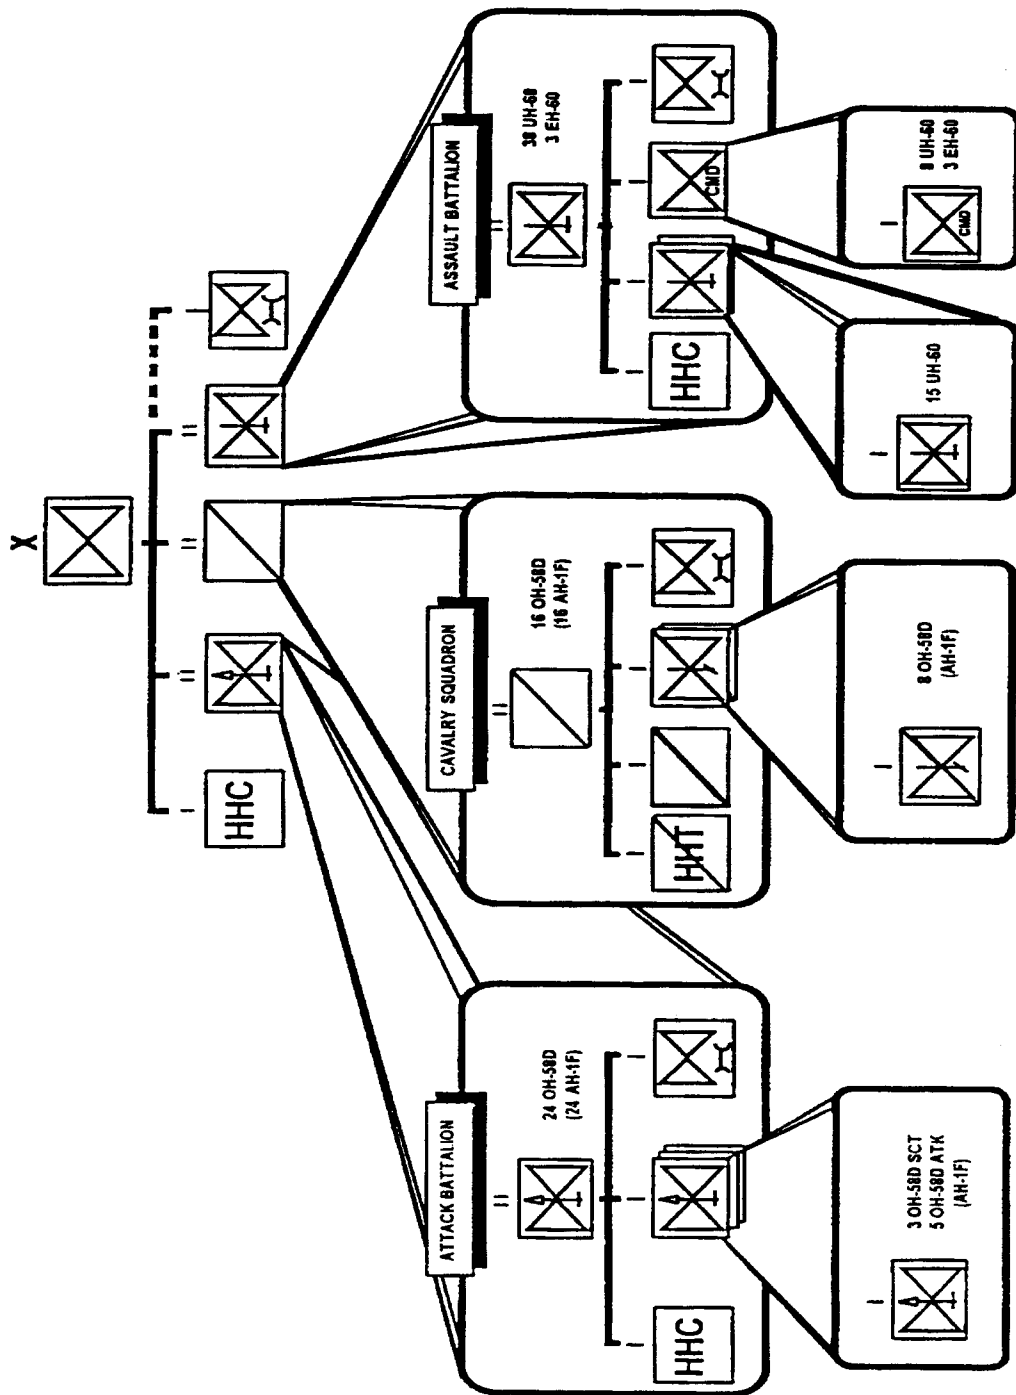 X
HHC
ATTACK BATTALION
24 OH-58D
(24 AH-1F)
HHC
3 OH-58D SCT
5 OH-58D ATK
(AH-1F)
CAVALRY SQUADRON
16 OH-58D
(16 AH-1F)
HHT
8 OH-58D
(AH-1F)
ASSAULT BATTALION
38 UH-60
3 EH-60
HHC
CMD
15 UH-60
8 UH-60
3 EH-60
CMD